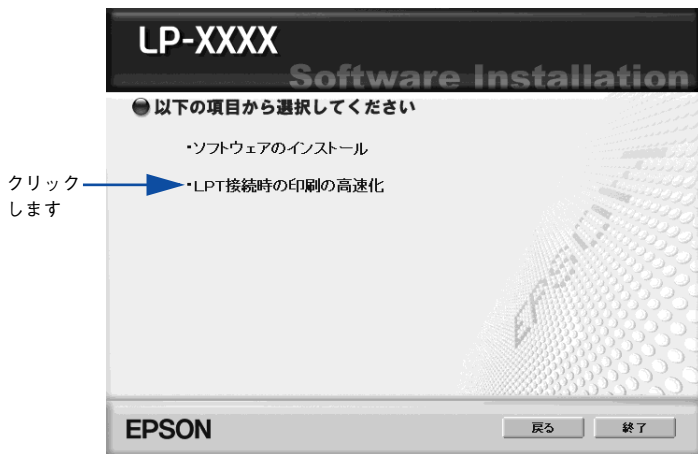 LP-XXXX
Software Installation
以下の項目から選択してください
・ソフトウェアのインストール
クリック
します
・LPT接続時の印刷の高速化
EPSON
EPSON
戻る
終了